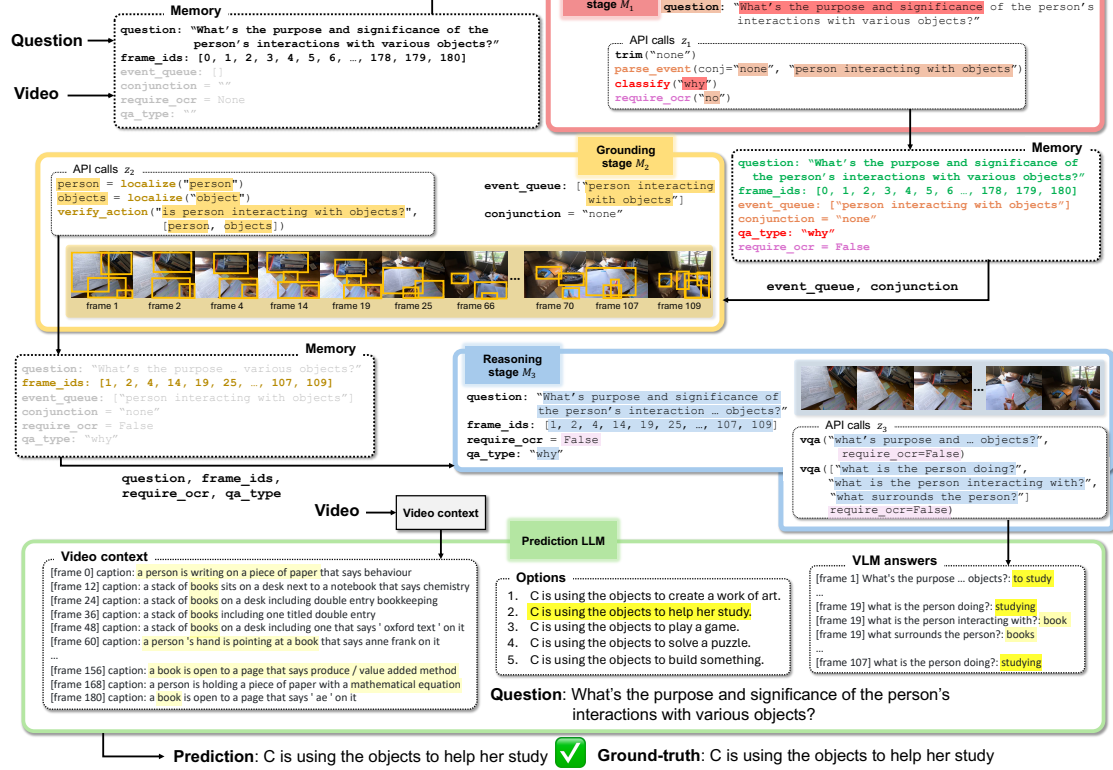 Memory
Question
question: “What's the purpose and significance of the
person's interactions with various objects?”
frame_ids: [0, 1, 2, 3, 4, 5, 6, …, 178, 179, 180]
event_queue: []
conjunction = “”
Video
require_ocr = None
qa_type: “”
stage M1
question: “What's the purpose and significance of the person's
interactions with various objects?”
API calls z1
trim(“none”)
parse_event(conj=“none”, “person interacting with objects”)
classify(“why”)
require_ocr(“no”)
Memory
question: “What's the purpose and significance of
the person's interactions with various objects?”
frame_ids: [0, 1, 2, 3, 4, 5, 6 …, 178, 179, 180]
event_queue: [“person interacting with objects”]
conjunction = “none”
qa_type: “why”
require_ocr = False
event_queue, conjunction
Grounding
stage M2
API calls z2
person = localize("person")
objects = localize("object")
verify_action("is person interacting with objects?",
[person, objects])
event_queue: [“person interacting
with objects”]
conjunction = “none”
...
frame 1 frame 2 frame 4 frame 14 frame 19 frame 25 frame 66 frame 70 frame 107 frame 109
Memory
question: “What's the purpose … various objects?”
frame_ids: [1, 2, 4, 14, 19, 25, …, 107, 109]
event_queue: [“person interacting with objects”]
conjunction = “none”
require_ocr = False
qa_type: “why”
question, frame_ids,
require_ocr, qa_type
Reasoning
stage M3
question: “What's purpose and significance of
the person's interaction … objects?”
frame_ids: [1, 2, 4, 14, 19, 25, …, 107, 109]
require_ocr = False
qa_type: “why”
...
API calls z3
vqa(“what's purpose and … objects?”,
require_ocr=False)
vqa([“what is the person doing?”,
“what is the person interacting with?”,
“what surrounds the person?”]
require_ocr=False)
Video
Video context
Prediction LLM
Video context
[frame 0] caption: a person is writing on a piece of paper that says behaviour
[frame 12] caption: a stack of books sits on a desk next to a notebook that says chemistry
[frame 24] caption: a stack of books on a desk including double entry bookkeeping
[frame 36] caption: a stack of books including one titled double entry
[frame 48] caption: a stack of books on a desk including one that says ' oxford text ' on it
[frame 60] caption: a person 's hand is pointing at a book that says anne frank on it
...
[frame 156] caption: a book is open to a page that says produce / value added method
[frame 168] caption: a person is holding a piece of paper with a mathematical equation
[frame 180] caption: a book is open to a page that says ' ae ' on it
Options
1. C is using the objects to create a work of art.
2. C is using the objects to help her study.
3. C is using the objects to play a game.
4. C is using the objects to solve a puzzle.
5. C is using the objects to build something.
VLM answers
[frame 1] What's the purpose … objects?: to study
...
[frame 19] what is the person doing?: studying
[frame 19] what is the person interacting with?: book
[frame 19] what surrounds the person?: books
...
[frame 107] what is the person doing?: studying
Question: What's the purpose and significance of the person's
interactions with various objects?
Prediction: C is using the objects to help her study
Ground-truth: C is using the objects to help her study